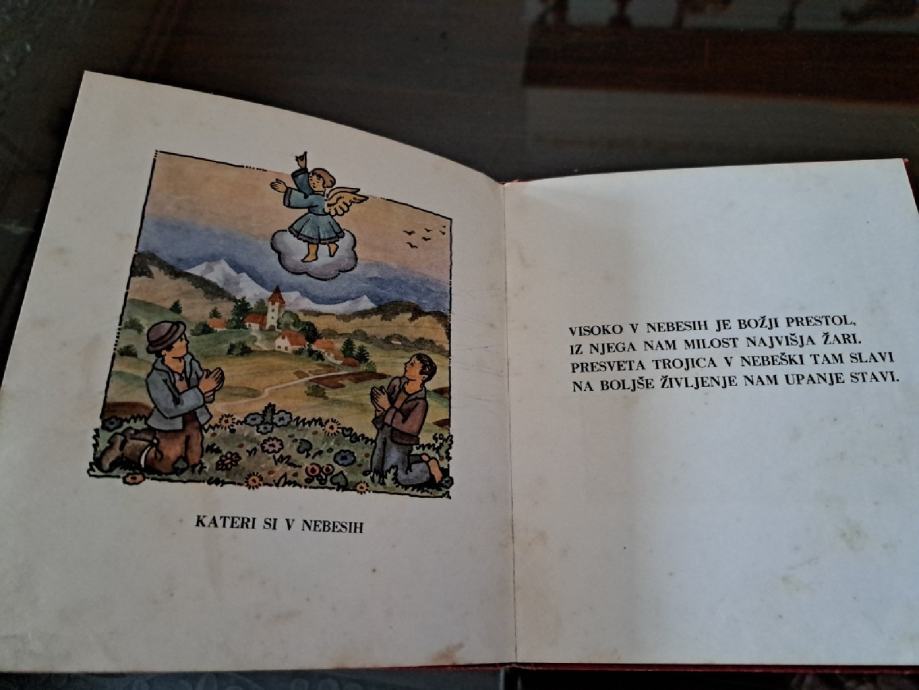 KATERI SI V NEBESIH
VISOKO V NEBESIH JE BOŽJI PRESTOL,
IZ NJEGA NAM MILOST NAJVIŠJA ŽARI.
PRESVETA TROJICA V NEBEŠKI TAM SLAVI
NA BOLJŠE ŽIVLJENJE NAM UPANJE STAVI.